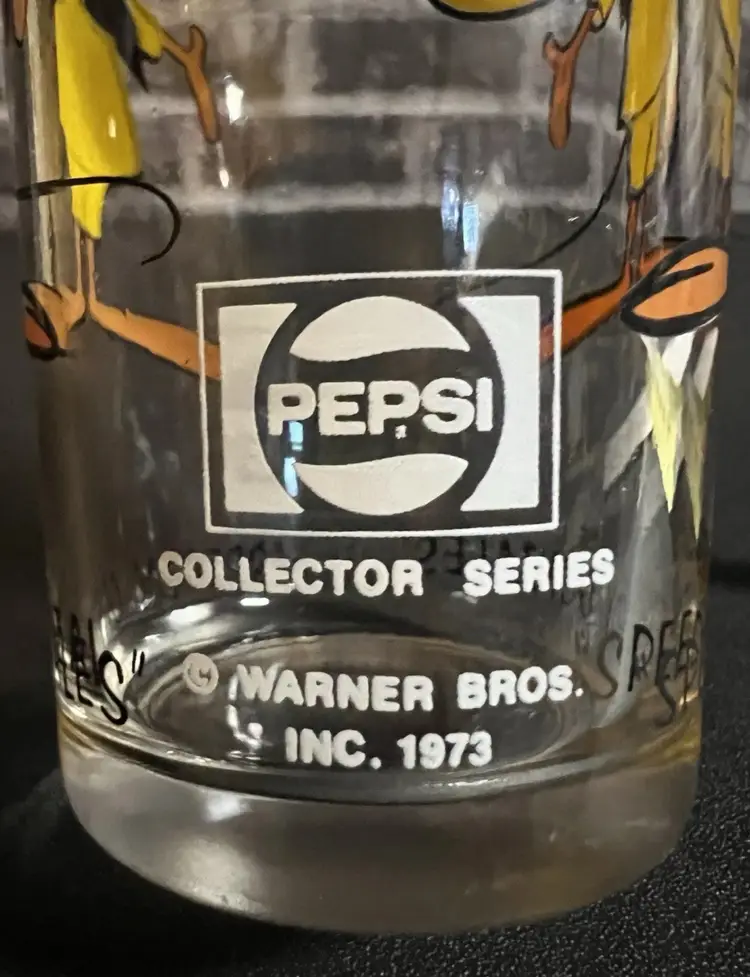 PEPSI
COLLECTOR SERIES
© WARNER BROS.
INC. 1973